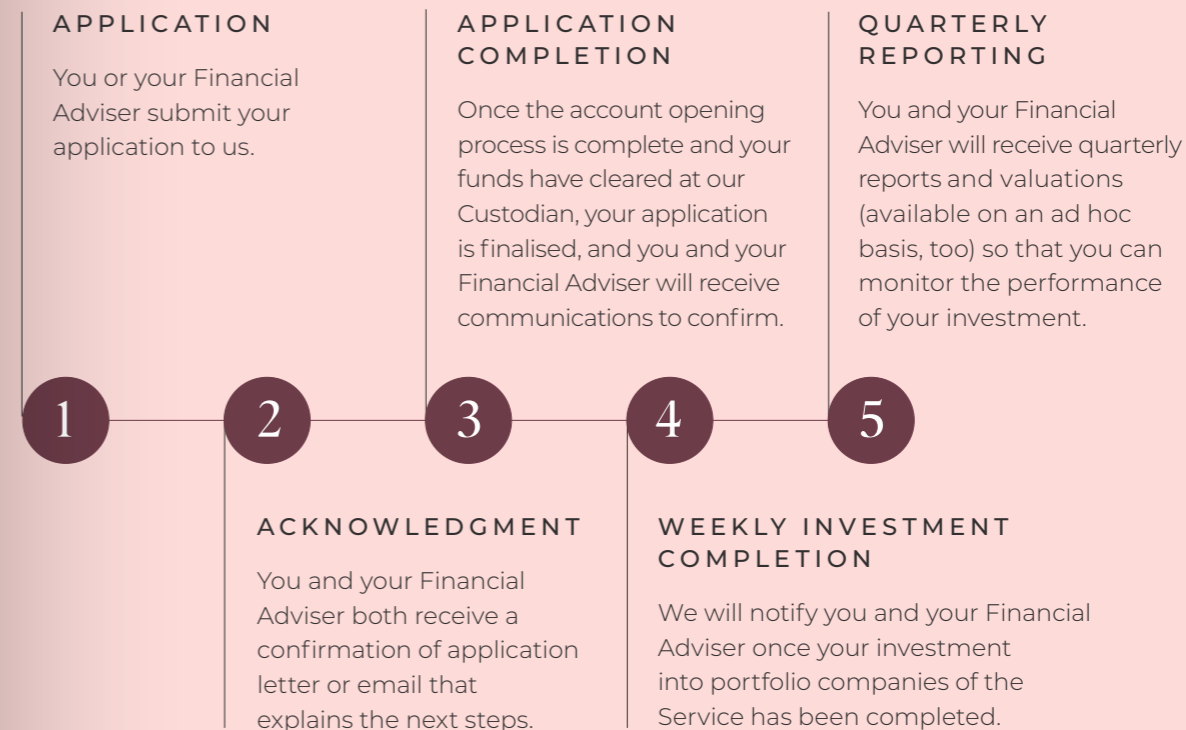 APPLICATION
You or your Financial
Adviser submit your
application to us.
APPLICATION
COMPLETION
Once the account opening
process is complete and your
funds have cleared at our
Custodian, your application
is finalised, and you and your
Financial Adviser will receive
communications to confirm.
QUARTERLY
REPORTING
You and your Financial
Adviser will receive quarterly
reports and valuations
(available on an ad hoc
basis, too) so that you can
monitor the performance
of your investment.
1
2
3
4
5
ACKNOWLEDGMENT
You and your Financial
Adviser both receive a
confirmation of application
letter or email that
explains the next steps.
WEEKLY INVESTMENT
COMPLETION
We will notify you and your Financial
Adviser once your investment
into portfolio companies of the
Service has been completed.